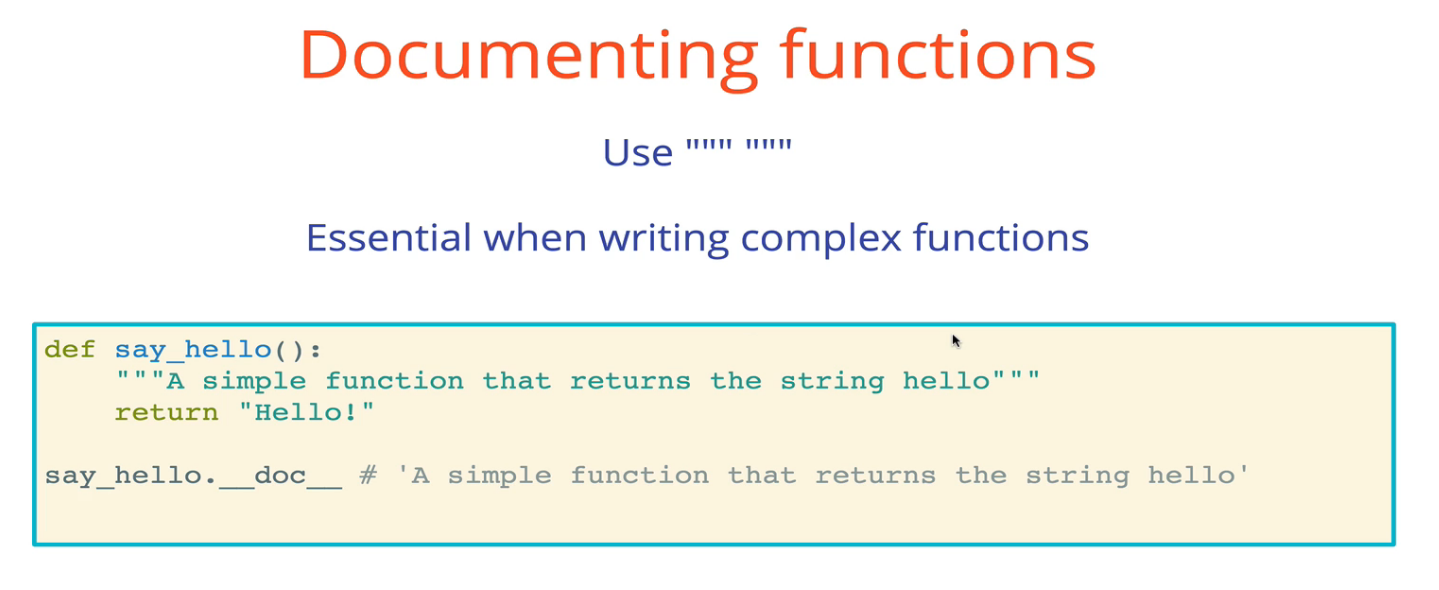 Documenting functions
Use """ """
Essential when writing complex functions
def say_hello():
    """A simple function that returns the string hello"""
    return "Hello!"
say_hello.__doc__ # 'A simple function that returns the string hello'